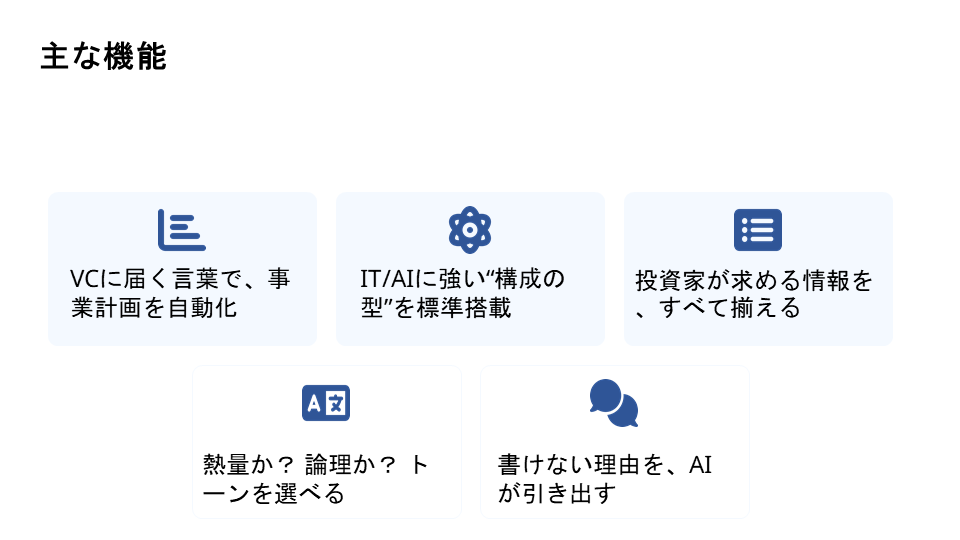 主な機能
VCに届く言葉で、事
業計画を自動化
IT/AIに強い“構成の
型”を標準搭載
投資家が求める情報を
、すべて揃える
A 文
熱量か？ 論理か？ ト
ーンを選べる
書けない理由を、AI
が引き出す